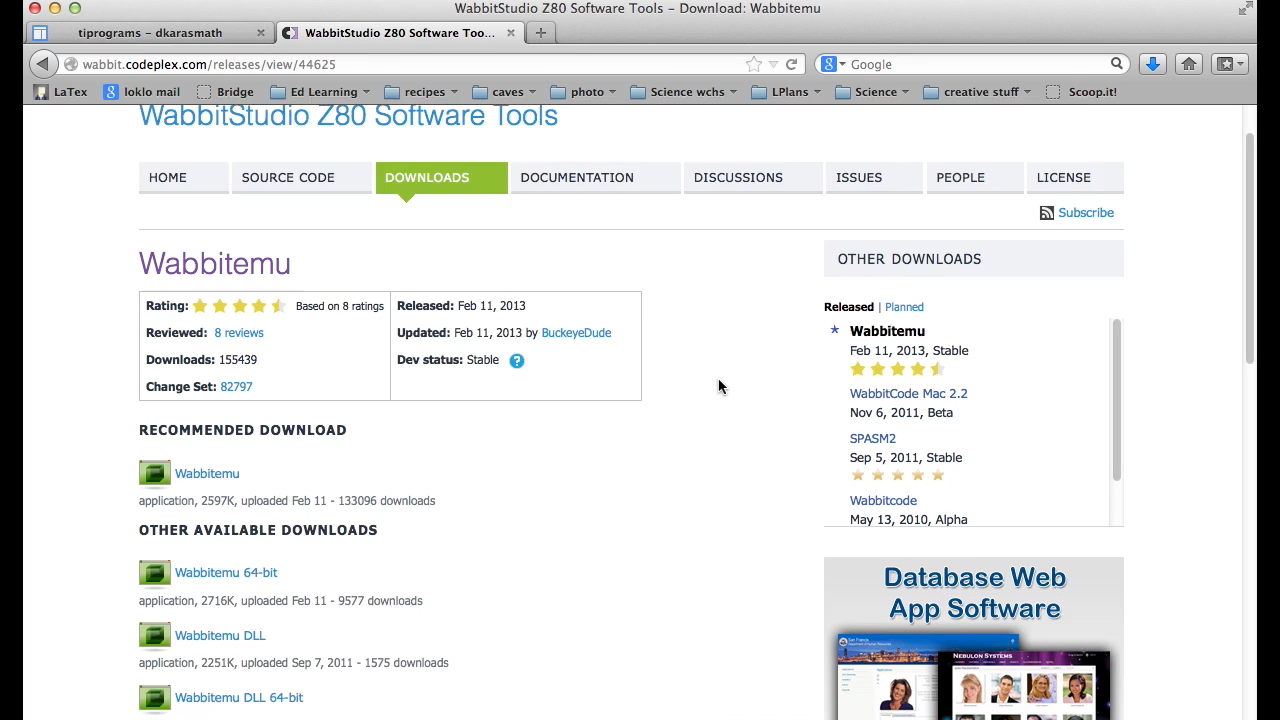 WabbitStudio Z80 Software Tools - Download: Wabbitemu
tiprograms - dkarasmath
WabbitStudio Z80 Software Too...
wabbit.codeplex.com/releases/view/44625
Google
LaTex
loklo mail
Bridge
Ed Learning
recipes
caves
photo
Science wchs
LPlans
Science
creative stuff
Scoop.it!
WabbitStudio Z80 Software Tools
HOME
SOURCE CODE
DOWNLOADS
DOCUMENTATION
DISCUSSIONS
ISSUES
PEOPLE
LICENSE
Subscribe
Wabbitemu
Rating: Based on 8 ratings
Reviewed: 8 reviews
Downloads: 155439
Change Set: 82797
Released: Feb 11, 2013
Updated: Feb 11, 2013 by BuckeyeDude
Dev status: Stable ?
RECOMMENDED DOWNLOAD
Wabbitemu
application, 2597K, uploaded Feb 11 - 133096 downloads
OTHER AVAILABLE DOWNLOADS
Wabbitemu 64-bit
application, 2716K, uploaded Feb 11 - 9577 downloads
Wabbitemu DLL
application, 2251K, uploaded Sep 7, 2011 - 1575 downloads
Wabbitemu DLL 64-bit
OTHER DOWNLOADS
Released | Planned
* Wabbitemu
Feb 11, 2013, Stable
WabbitCode Mac 2.2
Nov 6, 2011, Beta
SPASM2
Sep 5, 2011, Stable
Wabbitcode
May 13, 2010, Alpha
Database Web
App Software
NEBULON SYSTEMS